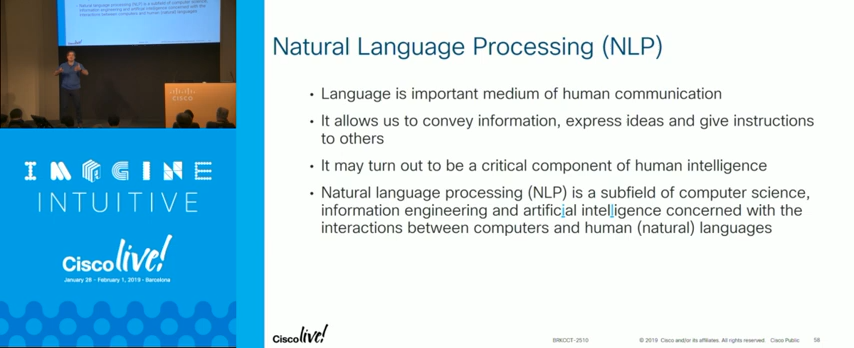 CISCO
IMAGINE
INTUITIVE
Cisco live!
January 28 - February 1, 2019 - Barcelona
Natural Language Processing (NLP)
• Language is important medium of human communication
• It allows us to convey information, express ideas and give instructions
to others
• It may turn out to be a critical component of human intelligence
• Natural language processing (NLP) is a subfield of computer science,
information engineering and artificial intelligence concerned with the
interactions between computers and human (natural) languages
Cisco live!
BRKCCT-2510
© 2019 Cisco and/or its affiliates. All rights reserved. Cisco Public
58